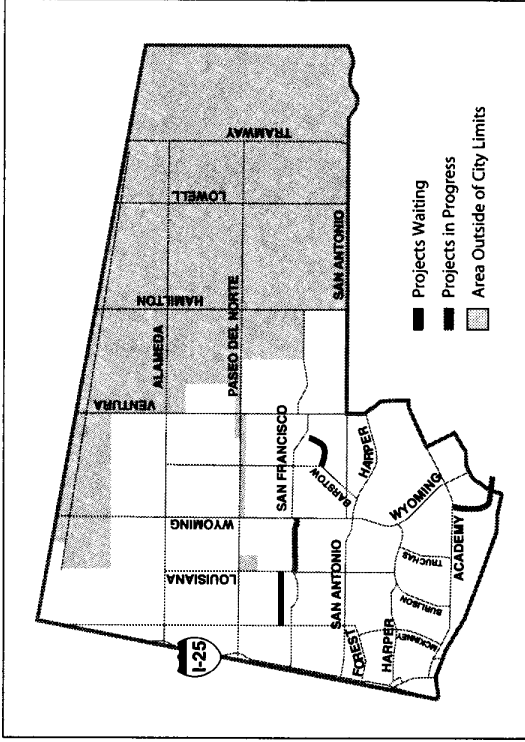 TRAMWAY
LOWELL
HAMILTON
ALAMEDA
PASEO DEL NORTE
SAN ANTONIO
VENTURA
SAN FRANCISCO
BARSTOW
HARPER
WYOMING
WYOMING
LOUISIANA
SAN ANTONIO
I-25
FOREST
HARPER
MCKINNEY
BURLISON
TRUCHAS
ACADEMY
Projects Waiting
Projects in Progress
Area Outside of City Limits